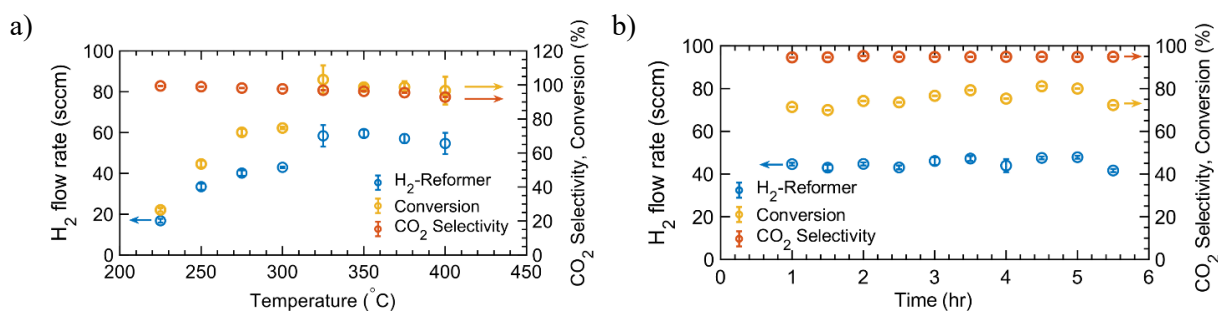 a)
H2 flow rate (sccm)
100
80
60
40
20
0
200
250
300
350
400
450
Temperature (°C)
120
100
80
60
40
20
0
CO2 Selectivity, Conversion (%)
H2-Reformer
Conversion
CO2 Selectivity
b)
H2 flow rate (sccm)
100
80
60
40
20
0
0
1
2
3
4
5
6
Time (hr)
100
80
60
40
20
0
CO2 Selectivity, Conversion (%)
H2-Reformer
Conversion
CO2 Selectivity